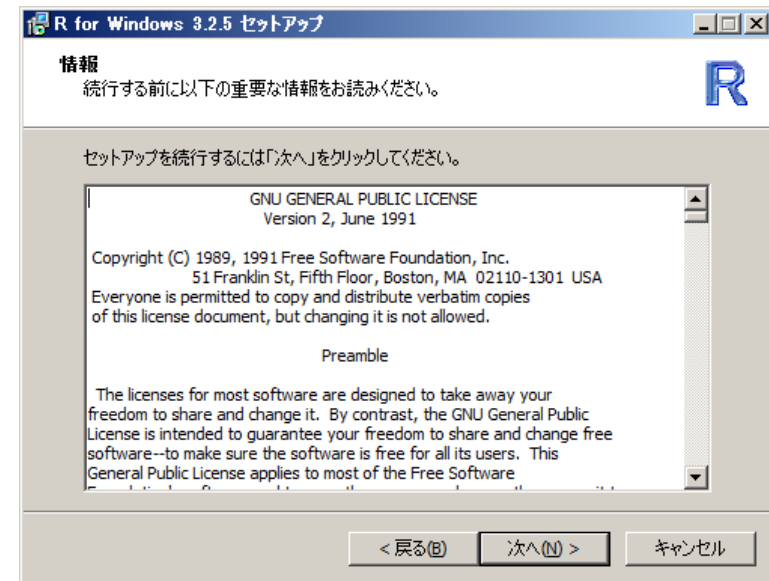 R for Windows 3.2.5 セットアップ
情報
続行する前に以下の重要な情報をお読みください。
R
セットアップを続行するには「次へ」をクリックしてください。
GNU GENERAL PUBLIC LICENSE
Version 2, June 1991
Copyright (C) 1989, 1991 Free Software Foundation, Inc.
51 Franklin St, Fifth Floor, Boston, MA 02110-1301 USA
Everyone is permitted to copy and distribute verbatim copies
of this license document, but changing it is not allowed.
Preamble
The licenses for most software are designed to take away your
freedom to share and change it. By contrast, the GNU General Public
License is intended to guarantee your freedom to share and change free
software--to make sure the software is free for all its users. This
General Public License applies to most of the Free Software
< 戻る(B)
次へ(N) >
キャンセル